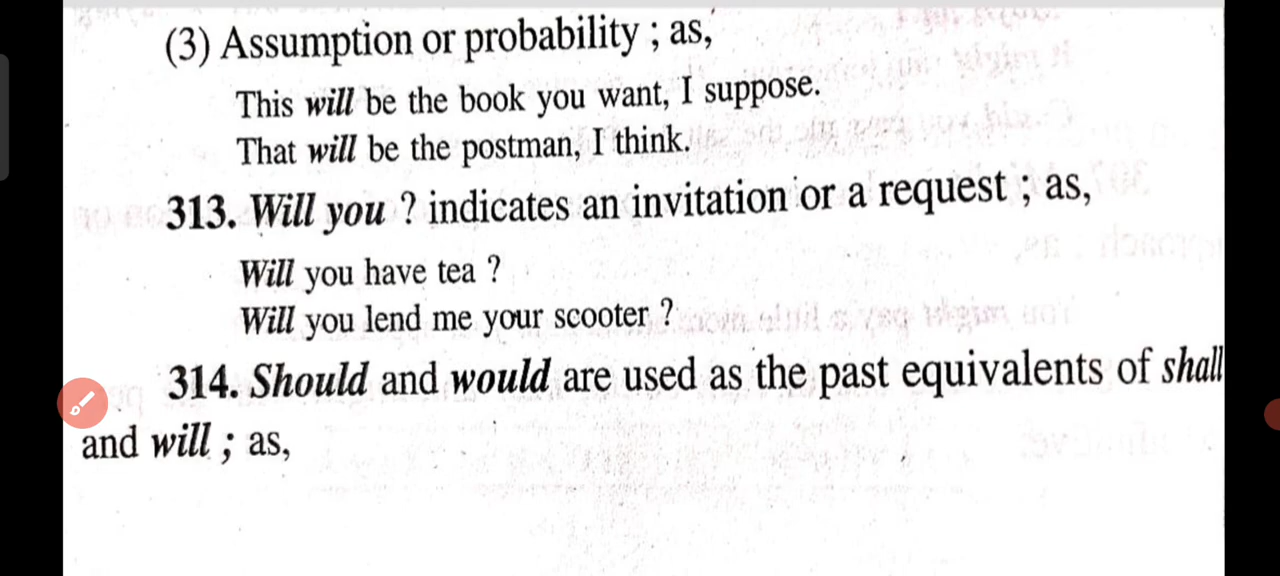 (3) Assumption or probability ; as,
This will be the book you want, I suppose.
That will be the postman, I think.
313. Will you ? indicates an invitation or a request ; as,
Will you have tea ?
Will you lend me your scooter ?
314. Should and would are used as the past equivalents of shall
and will ; as,